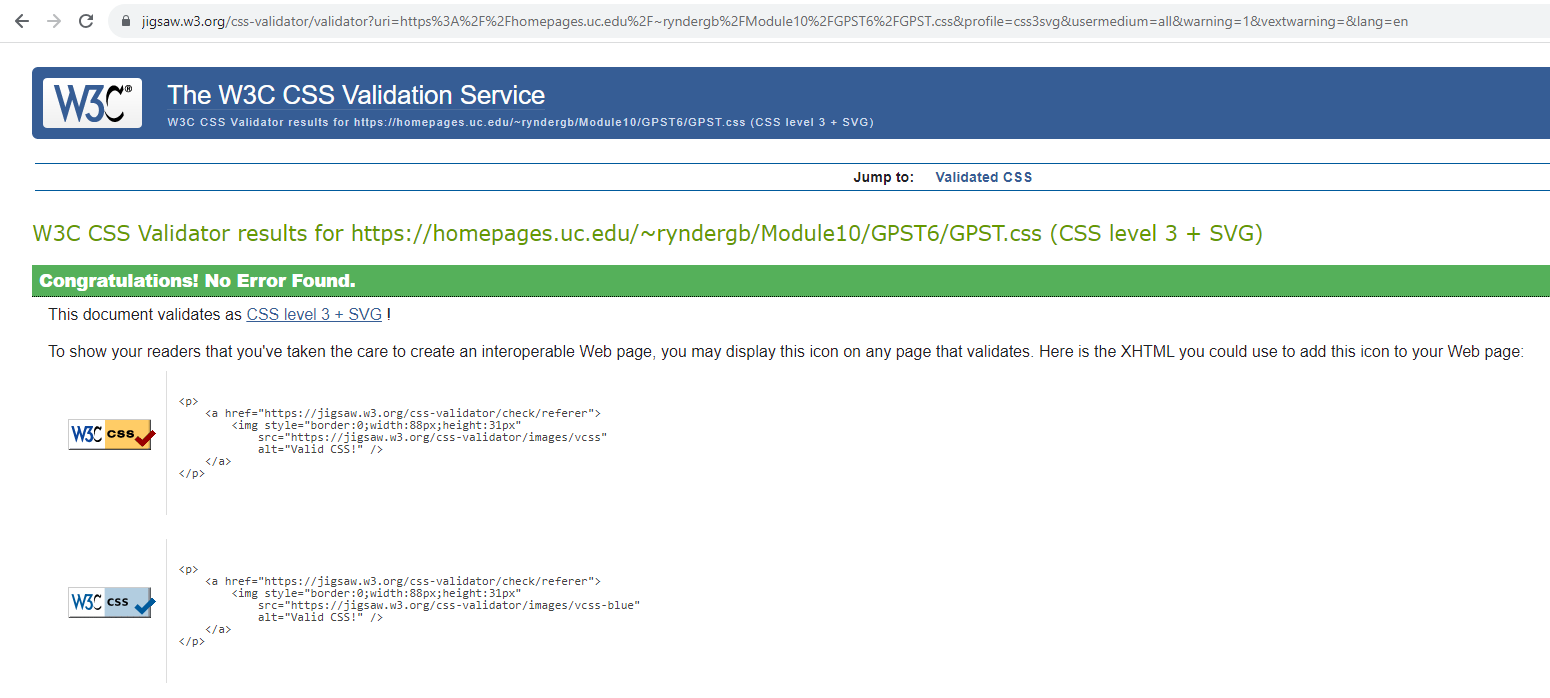 jigsaw.w3.org/css-validator/validator?uri=https%3A%2F%2Fhomepages.uc.edu%2F~ryndergb%2FModule10%2FGPST6%2FGPST.css&profile=css3svg&usermedium=all&warning=1&vextwarning=&lang=en
W3C®
The W3C CSS Validation Service
W3C CSS Validator results for https://homepages.uc.edu/~ryndergb/Module10/GPST6/GPST.css (CSS level 3 + SVG)
Jump to: Validated CSS
W3C CSS Validator results for https://homepages.uc.edu/~ryndergb/Module10/GPST6/GPST.css (CSS level 3 + SVG)
Congratulations! No Error Found.
This document validates as CSS level 3 + SVG !
To show your readers that you've taken the care to create an interoperable Web page, you may display this icon on any page that validates. Here is the XHTML you could use to add this icon to your Web page:
W3C css
<p>
<a href="https://jigsaw.w3.org/css-validator/check/referer">
<img style="border:0;width:88px;height:31px"
src="https://jigsaw.w3.org/css-validator/images/vcss"
alt="Valid CSS!" />
</a>
</p>
W3C css
<p>
<a href="https://jigsaw.w3.org/css-validator/check/referer">
<img style="border:0;width:88px;height:31px"
src="https://jigsaw.w3.org/css-validator/images/vcss-blue"
alt="Valid CSS!" />
</a>
</p>